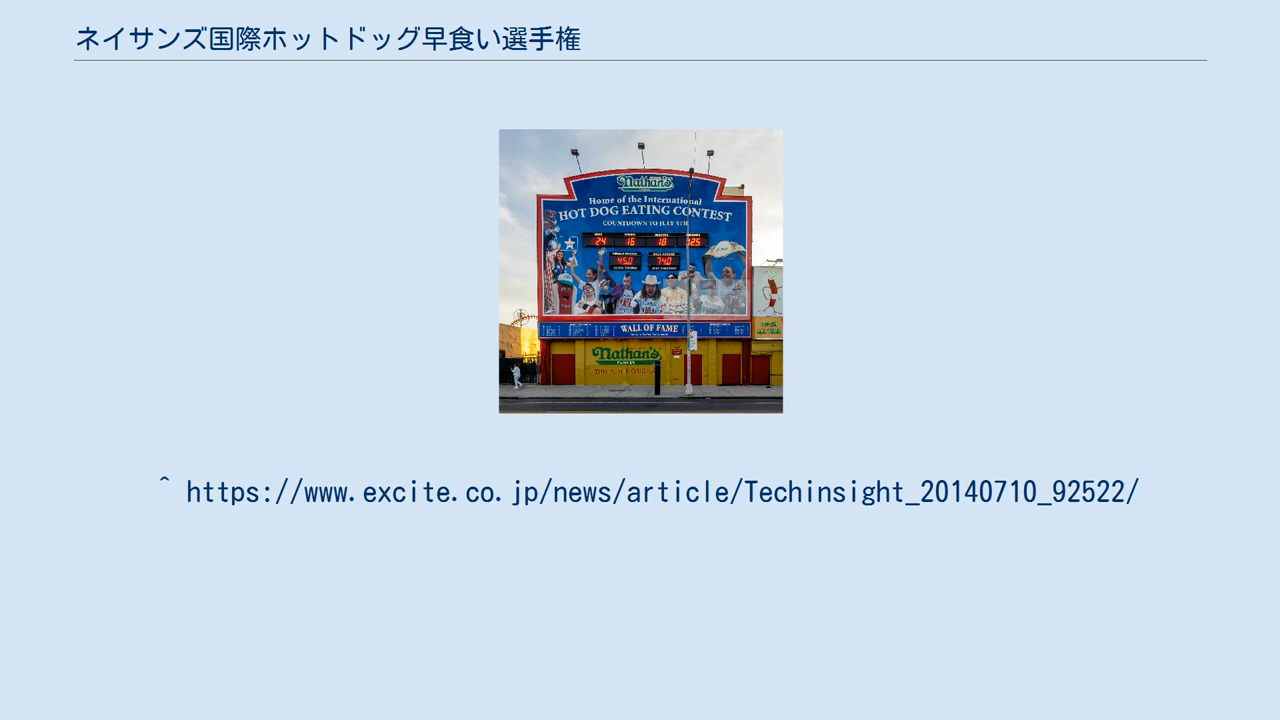 ネイサンズ国際ホットドッグ早食い選手権
Nathan's
Home of the International
HOT DOG EATING CONTEST
COUNTDOWN TO JULY 4TH
24 16 18 25
45.0 74.0
WALL OF FAME
Nathan's
FAMOUS
^ https://www.excite.co.jp/news/article/Techinsight_20140710_92522/